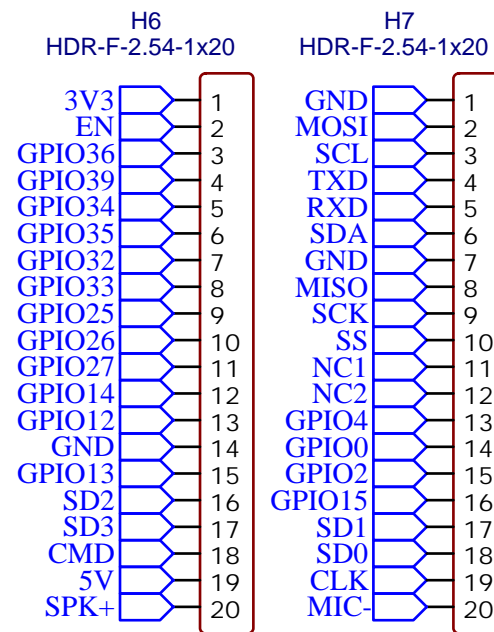 H6
HDR-F-2.54-1x20
3V3 1
EN 2
GPIO36 3
GPIO39 4
GPIO34 5
GPIO35 6
GPIO32 7
GPIO33 8
GPIO25 9
GPIO26 10
GPIO27 11
GPIO14 12
GPIO12 13
GND 14
GPIO13 15
SD2 16
SD3 17
CMD 18
5V 19
SPK+ 20
H7
HDR-F-2.54-1x20
GND 1
MOSI 2
SCL 3
TXD 4
RXD 5
SDA 6
GND 7
MISO 8
SCK 9
SS 10
NC1 11
NC2 12
GPIO4 13
GPIO0 14
GPIO2 15
GPIO15 16
SD1 17
SD0 18
CLK 19
MIC- 20